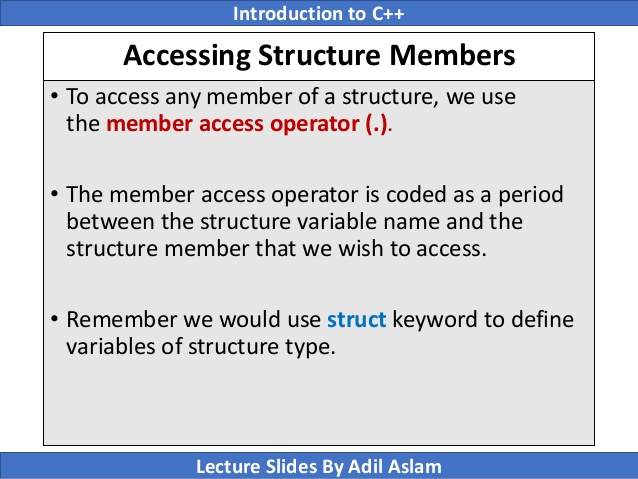 Introduction to C++
Accessing Structure Members
• To access any member of a structure, we use
the member access operator (.).
• The member access operator is coded as a period
between the structure variable name and the
structure member that we wish to access.
• Remember we would use struct keyword to define
variables of structure type.
Lecture Slides By Adil Aslam